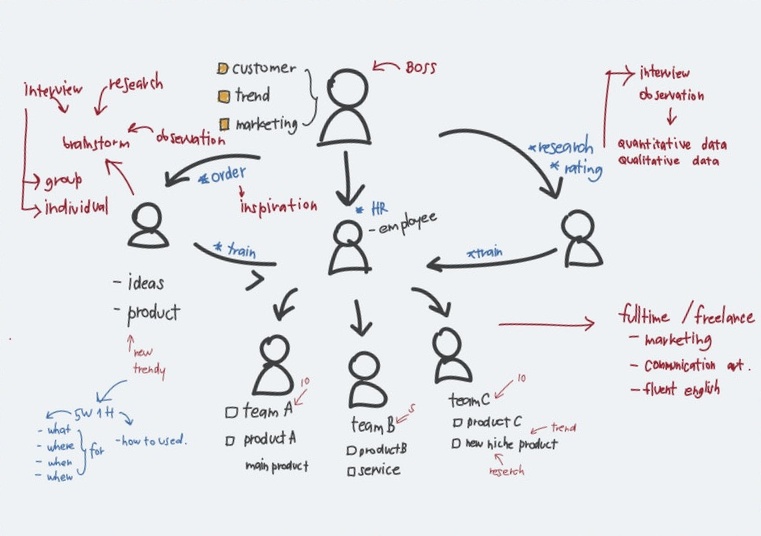 customer
trend
marketing
BOSS
interview
research
brainstorm
observation
group
individual
* order
inspiration
* HR
- employee
* research
* rating
interview
observation
quantitative data
qualitative data
* train
* train
- ideas
- product
new
trendy
5W1H
- what
- where
- when
- whew
for
- how to used.
10
team A
product A
main product
5
team B
product B
service
10
team C
product C
new niche product
trend
reserch
fulltime / freelance
- marketing
- communication art.
- fluent english